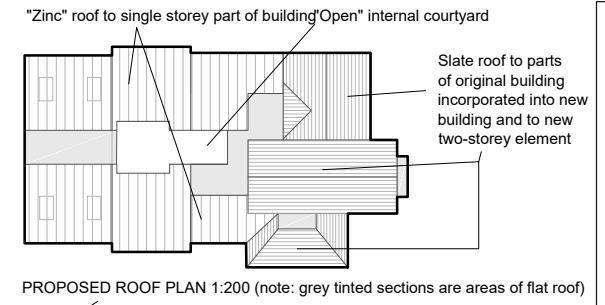 "Zinc" roof to single storey part of building
"Open" internal courtyard
Slate roof to parts
of original building
incorporated into new
building and to new
two-storey element
PROPOSED ROOF PLAN 1:200 (note: grey tinted sections are areas of flat roof)